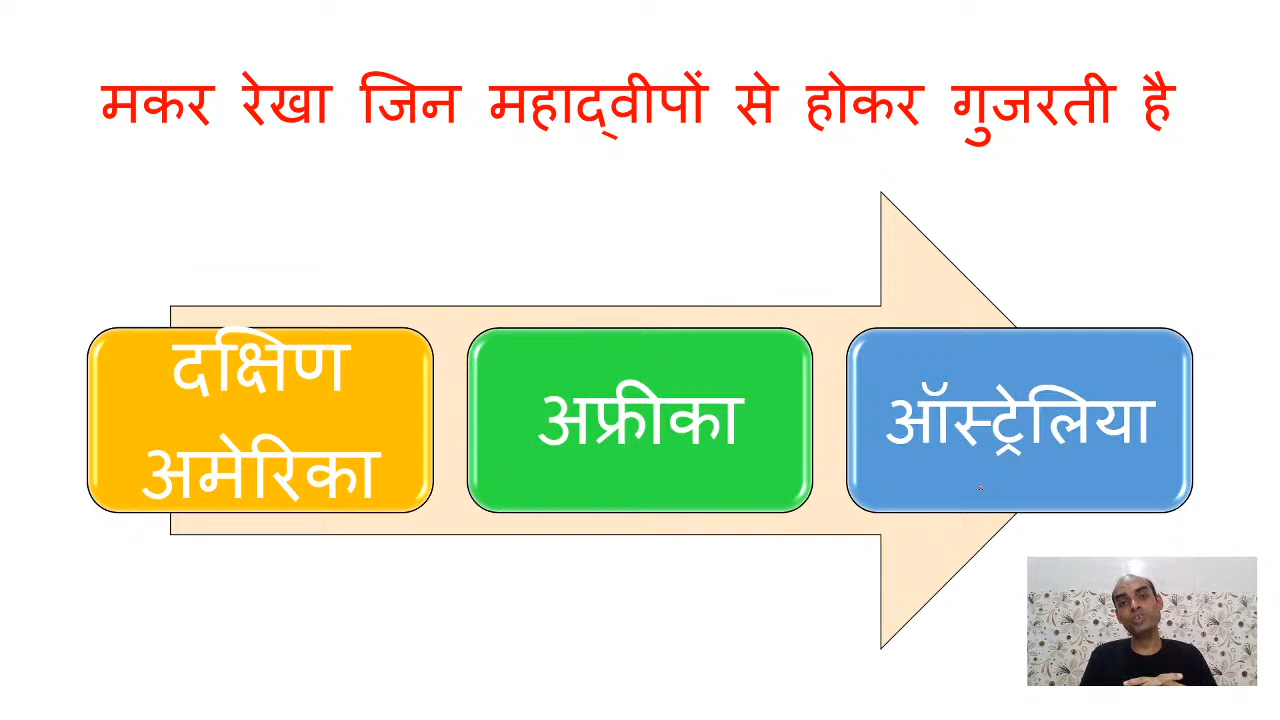 मकर रेखा जिन महाद्वीपों से होकर गुजरती है
दक्षिण
अमेरिका
अफ्रीका
ऑस्ट्रेलिया